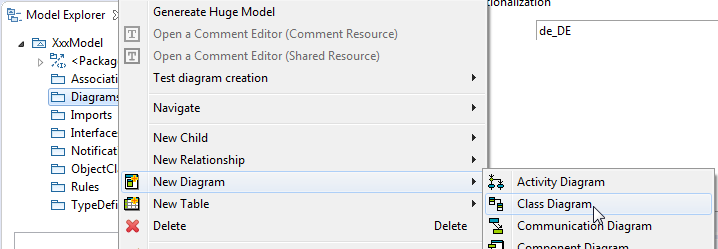 Model Explorer
XxxModel
<Packag
Associati
Diagrams
Imports
Interface
Notificat
ObjectCl
Rules
TypeDefi
Generate Huge Model
Open a Comment Editor (Comment Resource)
Open a Comment Editor (Shared Resource)
Test diagram creation
Navigate
New Child
New Relationship
New Diagram
New Table
Delete Delete
Activity Diagram
Class Diagram
Communication Diagram
Component Diagram
ctionalization
de_DE